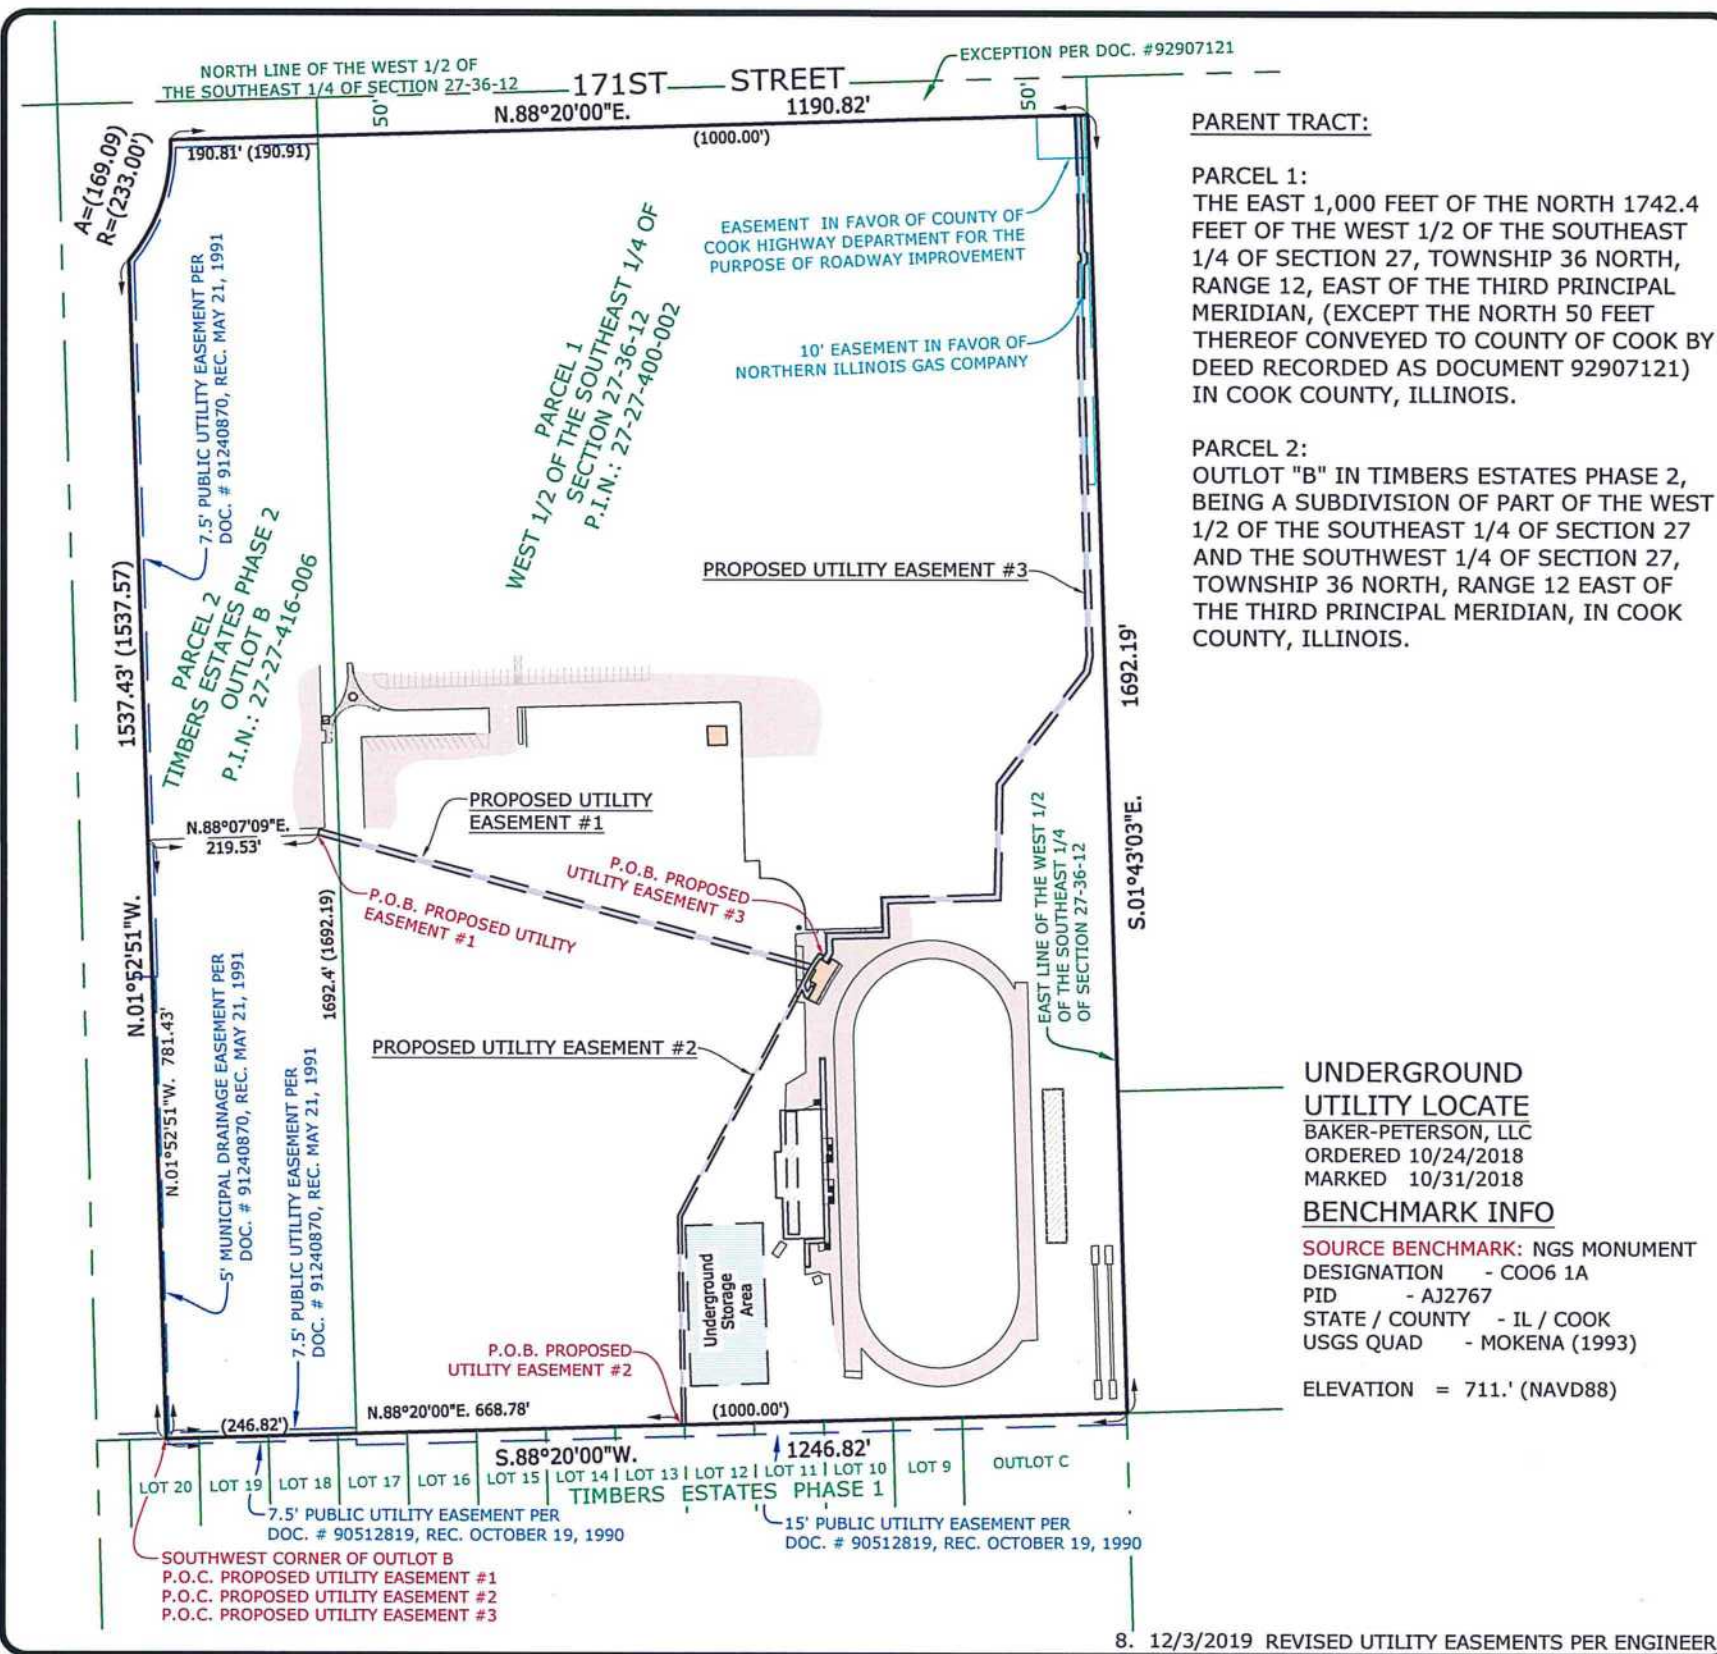 EXCEPTION PER DOC. #92907121
NORTH LINE OF THE WEST 1/2 OF
THE SOUTHEAST 1/4 OF SECTION 27-36-12
171ST STREET
50'
50'
N.88°20'00"E. 1190.82'
(1000.00')
190.81' (190.91)
A=(169.09)
R=(233.00')
7.5' PUBLIC UTILITY EASEMENT PER
DOC. # 91240870, REC. MAY 21, 1991
EASEMENT IN FAVOR OF COUNTY OF
COOK HIGHWAY DEPARTMENT FOR THE
PURPOSE OF ROADWAY IMPROVEMENT
10' EASEMENT IN FAVOR OF
NORTHERN ILLINOIS GAS COMPANY
PARCEL 1
WEST 1/2 OF THE SOUTHEAST 1/4 OF
SECTION 27-36-12
P.I.N.: 27-27-400-002
PARCEL 2
TIMBERS ESTATES PHASE 2
OUTLOT B
P.I.N.: 27-27-416-006
1537.43' (1537.57)
N.01°52'51"W.
PROPOSED UTILITY EASEMENT #3
1692.19'
S.01°43'03"E.
PROPOSED UTILITY
EASEMENT #1
N.88°07'09"E.
219.53'
P.O.B. PROPOSED UTILITY
EASEMENT #1
P.O.B. PROPOSED
UTILITY EASEMENT #3
EAST LINE OF THE WEST 1/2
OF THE SOUTHEAST 1/4
OF SECTION 27-36-12
1692.4' (1692.19)
N.01°52'51"W. 781.43'
5' MUNICIPAL DRAINAGE EASEMENT PER
DOC. # 91240870, REC. MAY 21, 1991
7.5' PUBLIC UTILITY EASEMENT PER
DOC. # 91240870, REC. MAY 21, 1991
PROPOSED UTILITY EASEMENT #2
Underground
Storage
Area
P.O.B. PROPOSED
UTILITY EASEMENT #2
(246.82')
N.88°20'00"E. 668.78'
(1000.00')
S.88°20'00"W. 1246.82'
LOT 20
LOT 19
LOT 18
LOT 17
LOT 16
LOT 15
LOT 14
LOT 13
LOT 12
LOT 11
LOT 10
LOT 9
OUTLOT C
TIMBERS ESTATES PHASE 1
7.5' PUBLIC UTILITY EASEMENT PER
DOC. # 90512819, REC. OCTOBER 19, 1990
15' PUBLIC UTILITY EASEMENT PER
DOC. # 90512819, REC. OCTOBER 19, 1990
SOUTHWEST CORNER OF OUTLOT B
P.O.C. PROPOSED UTILITY EASEMENT #1
P.O.C. PROPOSED UTILITY EASEMENT #2
P.O.C. PROPOSED UTILITY EASEMENT #3
PARENT TRACT:
PARCEL 1:
THE EAST 1,000 FEET OF THE NORTH 1742.4
FEET OF THE WEST 1/2 OF THE SOUTHEAST
1/4 OF SECTION 27, TOWNSHIP 36 NORTH,
RANGE 12, EAST OF THE THIRD PRINCIPAL
MERIDIAN, (EXCEPT THE NORTH 50 FEET
THEREOF CONVEYED TO COUNTY OF COOK BY
DEED RECORDED AS DOCUMENT 92907121)
IN COOK COUNTY, ILLINOIS.
PARCEL 2:
OUTLOT "B" IN TIMBERS ESTATES PHASE 2,
BEING A SUBDIVISION OF PART OF THE WEST
1/2 OF THE SOUTHEAST 1/4 OF SECTION 27
AND THE SOUTHWEST 1/4 OF SECTION 27,
TOWNSHIP 36 NORTH, RANGE 12 EAST OF
THE THIRD PRINCIPAL MERIDIAN, IN COOK
COUNTY, ILLINOIS.
UNDERGROUND
UTILITY LOCATE
BAKER-PETERSON, LLC
ORDERED 10/24/2018
MARKED 10/31/2018
BENCHMARK INFO
SOURCE BENCHMARK: NGS MONUMENT
DESIGNATION - COO6 1A
PID - AJ2767
STATE / COUNTY - IL / COOK
USGS QUAD - MOKENA (1993)
ELEVATION = 711.' (NAVD88)
8. 12/3/2019 REVISED UTILITY EASEMENTS PER ENGINEER